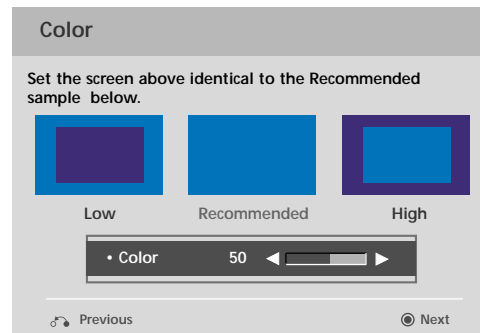 Color
Set the screen above identical to the Recommended
sample below.
Low Recommended High
• Color 50
Previous Next